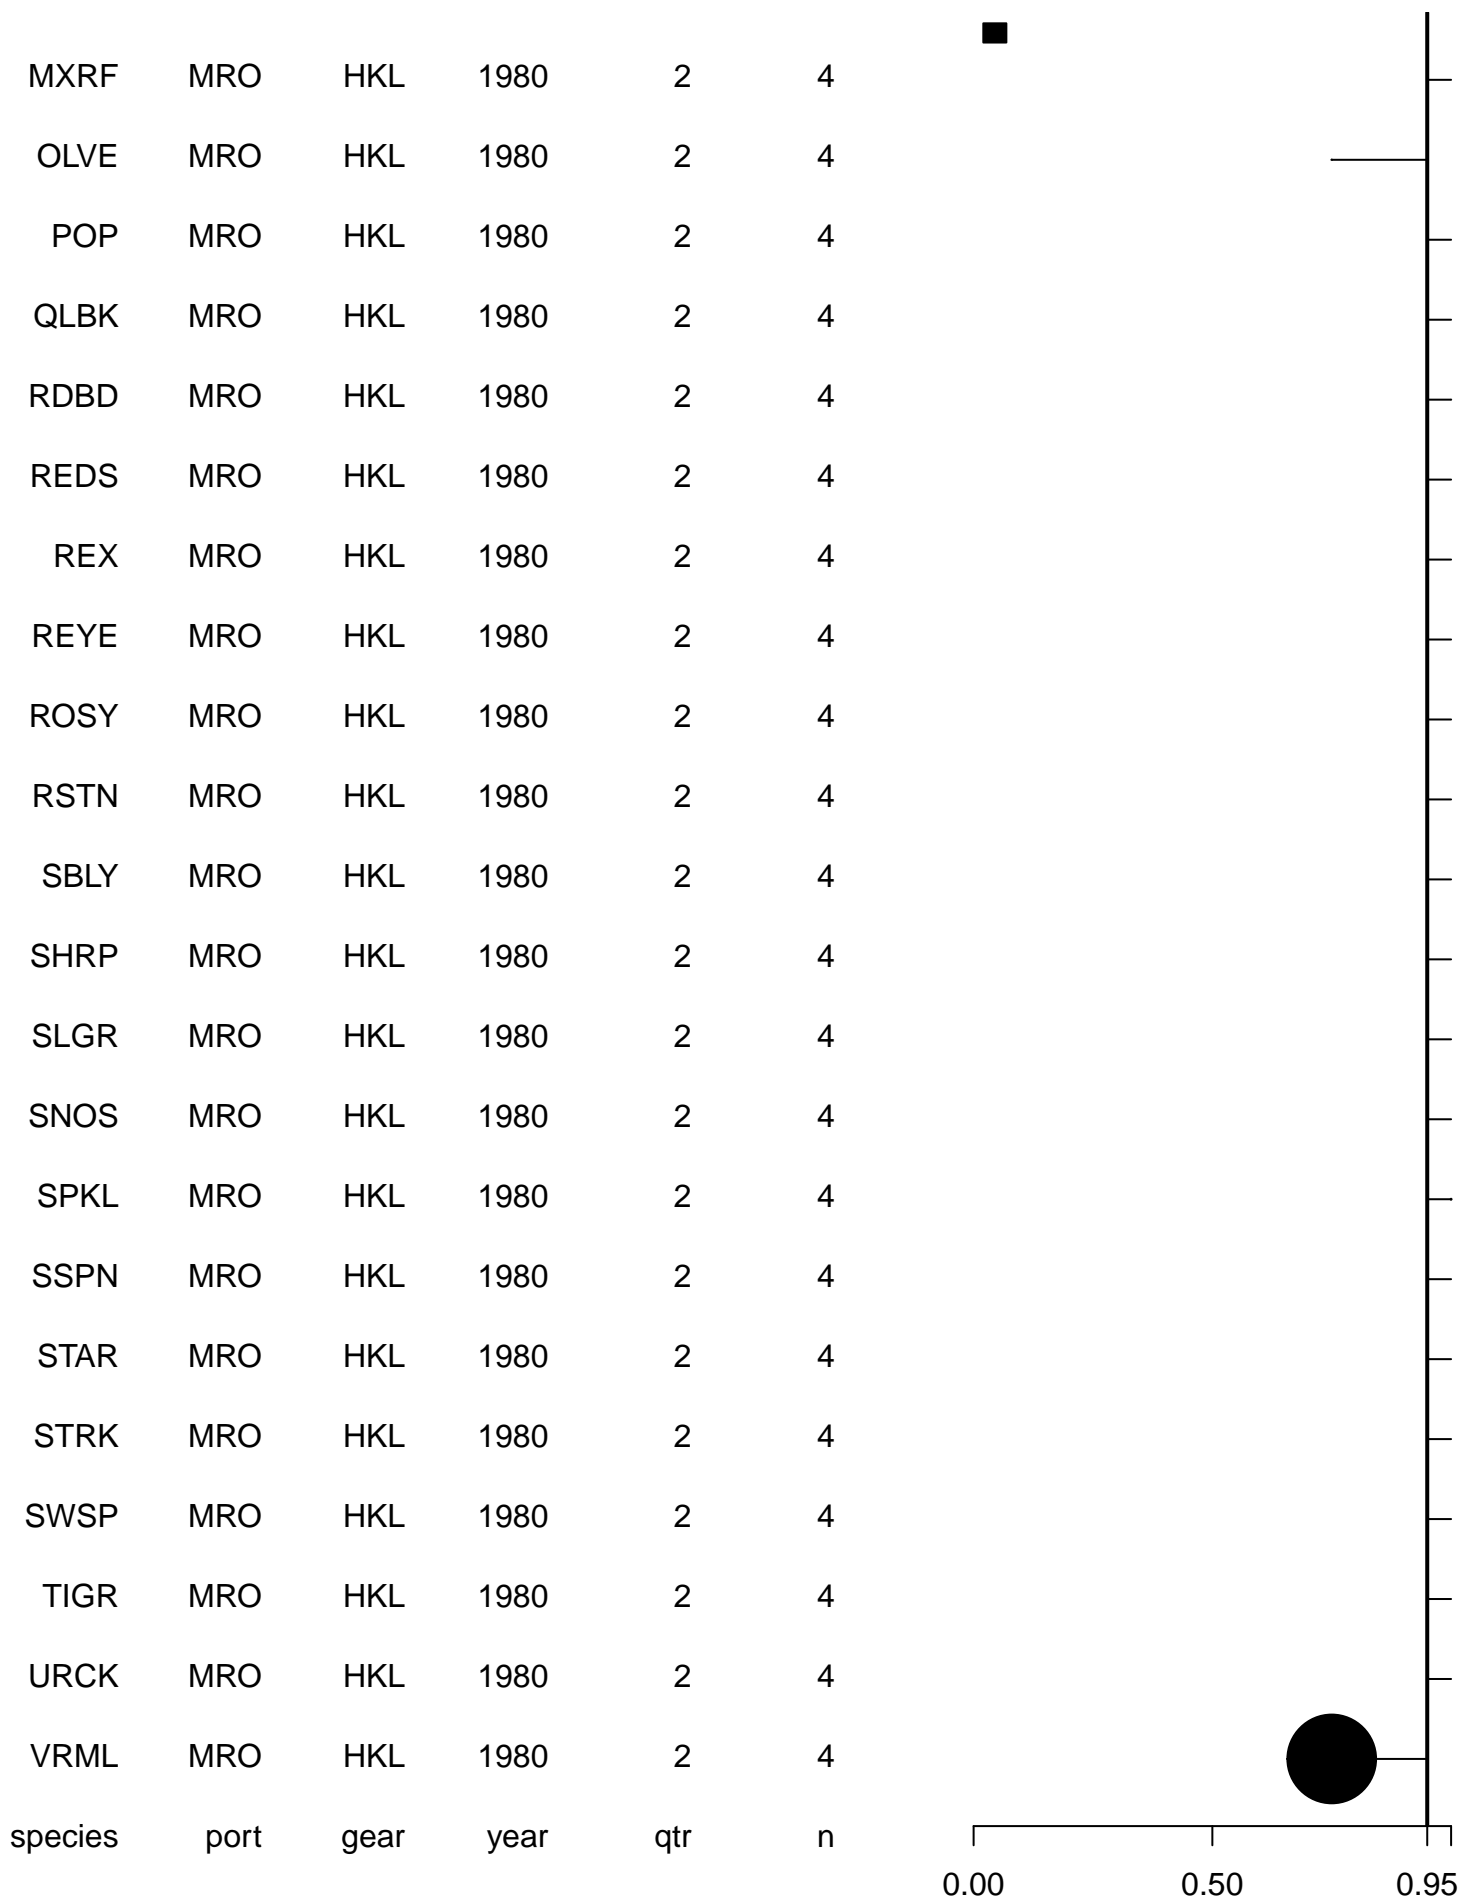 MXRF MRO HKL 1980 2 4
OLVE MRO HKL 1980 2 4
POP MRO HKL 1980 2 4
QLBK MRO HKL 1980 2 4
RDBD MRO HKL 1980 2 4
REDS MRO HKL 1980 2 4
REX MRO HKL 1980 2 4
REYE MRO HKL 1980 2 4
ROSY MRO HKL 1980 2 4
RSTN MRO HKL 1980 2 4
SBLY MRO HKL 1980 2 4
SHRP MRO HKL 1980 2 4
SLGR MRO HKL 1980 2 4
SNOS MRO HKL 1980 2 4
SPKL MRO HKL 1980 2 4
SSPN MRO HKL 1980 2 4
STAR MRO HKL 1980 2 4
STRK MRO HKL 1980 2 4
SWSP MRO HKL 1980 2 4
TIGR MRO HKL 1980 2 4
URCK MRO HKL 1980 2 4
VRML MRO HKL 1980 2 4
species port gear year qtr n
0.00 0.50 0.95